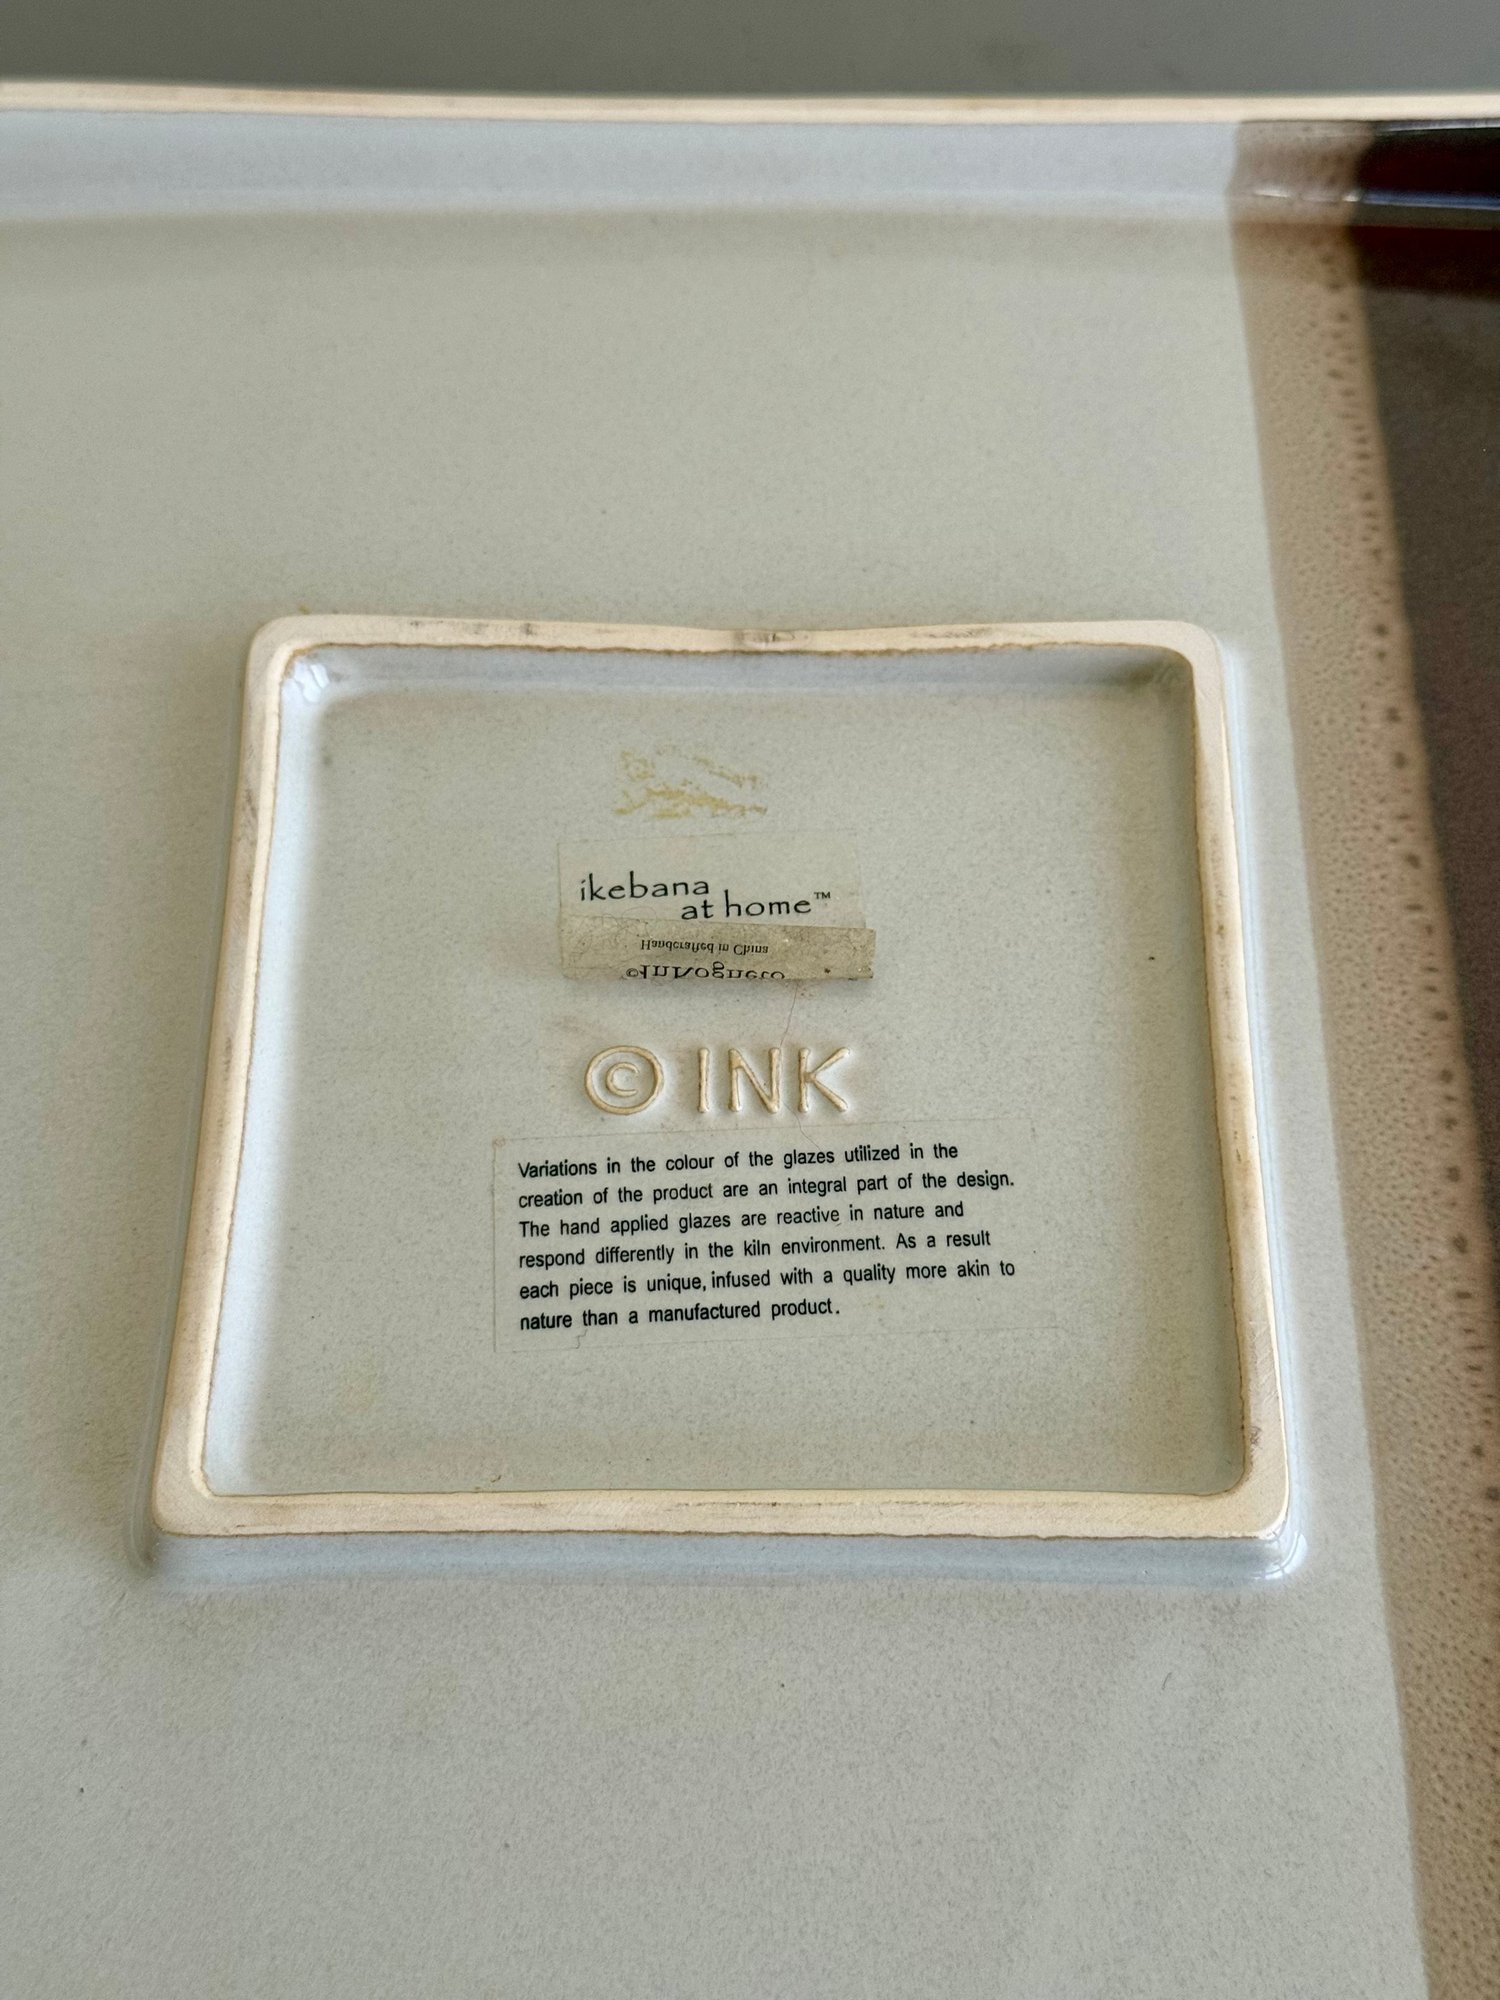 ikebana
at home™
Handcrafted in China
©InKogneto
© INK
Variations in the colour of the glazes utilized in the
creation of the product are an integral part of the design.
The hand applied glazes are reactive in nature and
respond differently in the kiln environment. As a result
each piece is unique, infused with a quality more akin to
nature than a manufactured product.